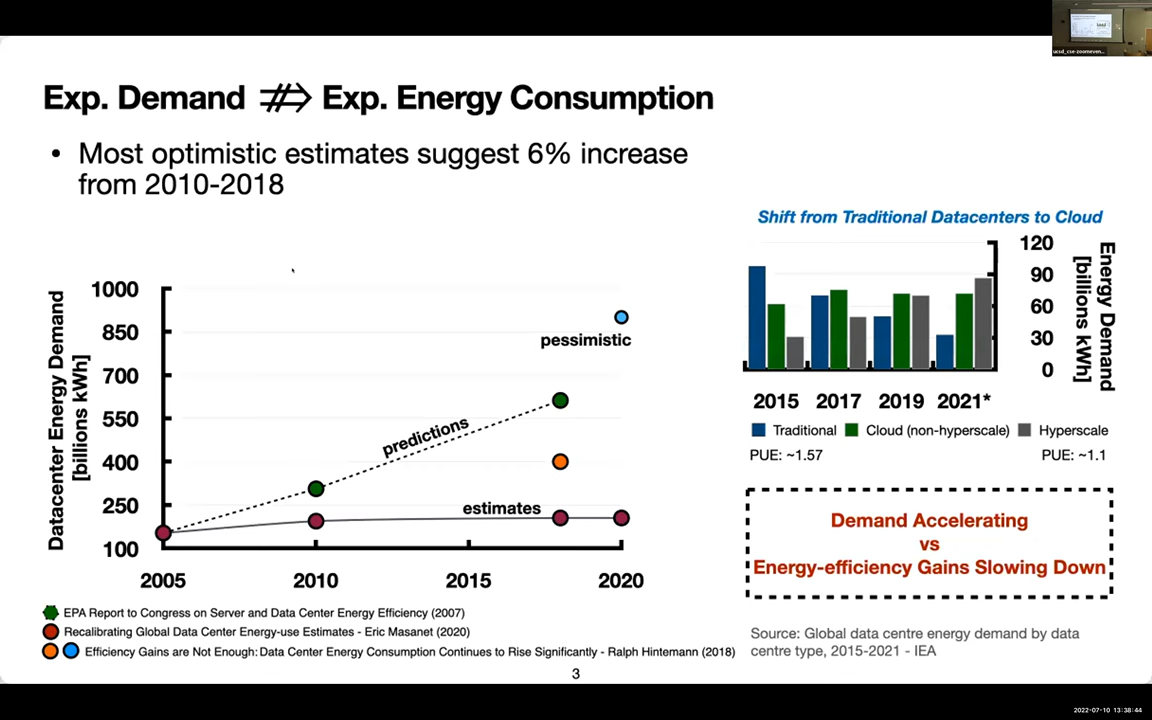 ucsd_cse-zoomeven...
Exp. Demand ⇏ Exp. Energy Consumption
• Most optimistic estimates suggest 6% increase
from 2010-2018
Datacenter Energy Demand
[billions kWh]
1000
850
700
550
400
250
100
2005
2010
2015
2020
predictions
estimates
pessimistic
EPA Report to Congress on Server and Data Center Energy Efficiency (2007)
Recalibrating Global Data Center Energy-use Estimates - Eric Masanet (2020)
Efficiency Gains are Not Enough: Data Center Energy Consumption Continues to Rise Significantly - Ralph Hintemann (2018)
Shift from Traditional Datacenters to Cloud
120
90
60
30
0
Energy Demand
[billions kWh]
2015
2017
2019
2021*
Traditional
Cloud (non-hyperscale)
Hyperscale
PUE: ~1.57
PUE: ~1.1
Demand Accelerating
vs
Energy-efficiency Gains Slowing Down
Source: Global data centre energy demand by data
centre type, 2015-2021 - IEA
3
2022-07-10 13:38:44